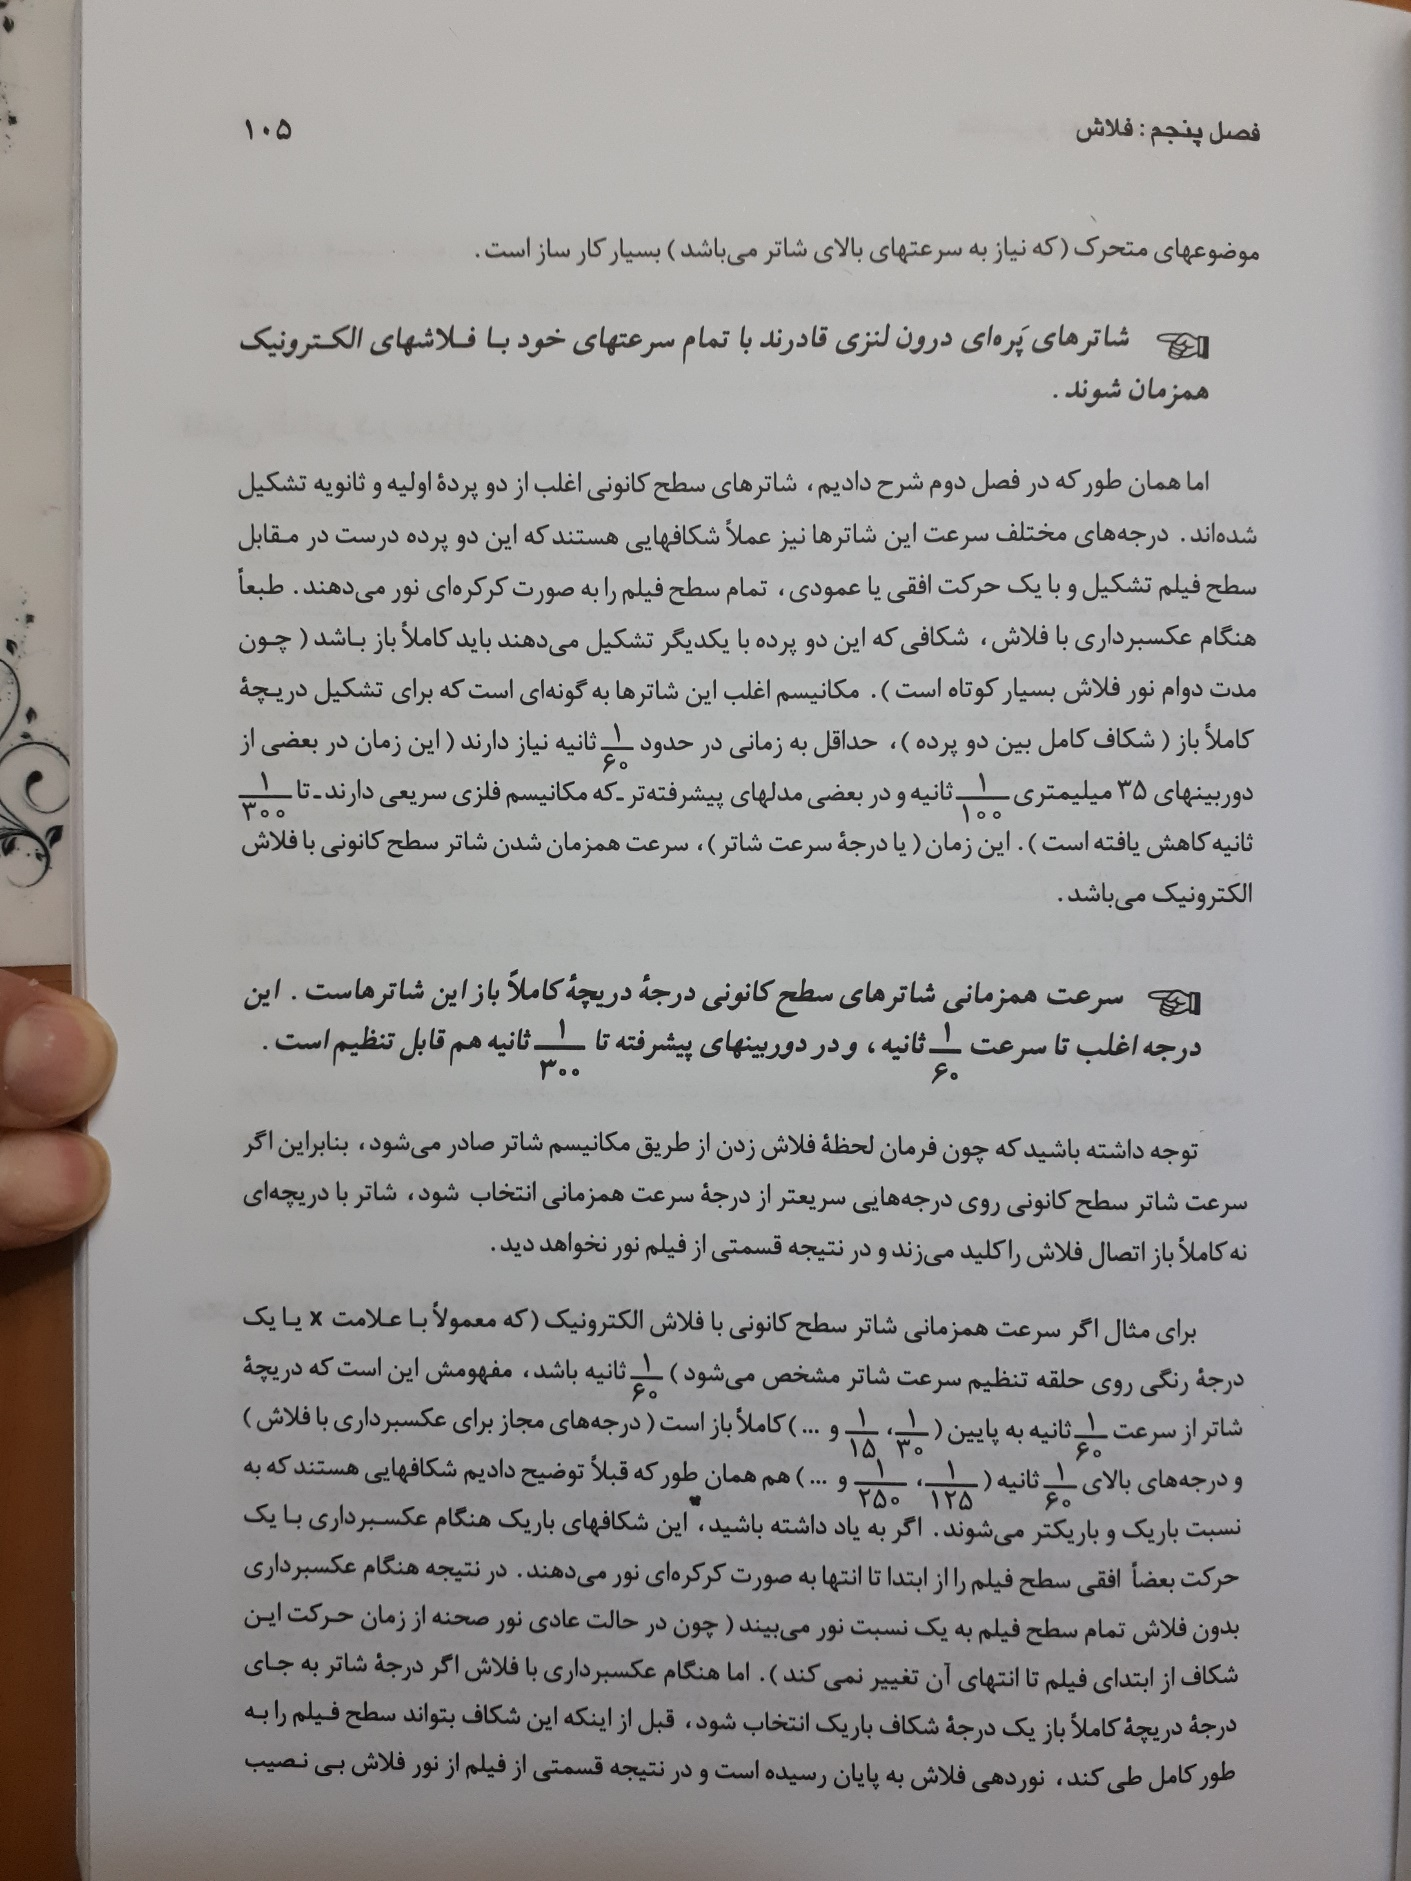 فصل پنجم : فلاش
۱۰۵
موضوعهای متحرک (که نیاز به سرعتهای بالای شاتر می‌باشد) بسیار کار ساز است.
شاترهای پَره‌ای درون لنزی قادرند با تمام سرعتهای خود با فلاشهای الکترونیک
همزمان شوند.
اما همان طور که در فصل دوم شرح دادیم، شاترهای سطح کانونی اغلب از دو پردهٔ اولیه و ثانویه تشکیل
شده‌اند. درجه‌های مختلف سرعت این شاترها نیز عملاً شکافهایی هستند که این دو پرده درست در مقابل
سطح فیلم تشکیل و با یک حرکت افقی یا عمودی، تمام سطح فیلم را به صورت کرکره‌ای نور می‌دهند. طبعاً
هنگام عکسبرداری با فلاش، شکافی که این دو پرده با یکدیگر تشکیل می‌دهند باید کاملاً باز باشد (چون
مدت دوام نور فلاش بسیار کوتاه است). مکانیسم اغلب این شاترها به گونه‌ای است که برای تشکیل دریچهٔ
کاملاً باز (شکاف کامل بین دو پرده)، حداقل به زمانی در حدود ۱/۶۰ ثانیه نیاز دارند (این زمان در بعضی از
دوربینهای ۳۵ میلیمتری ۱/۱۰۰ ثانیه و در بعضی مدلهای پیشرفته‌تر ـ که مکانیسم فلزی سریعی دارند ـ تا ۱/۳۰۰
ثانیه کاهش یافته است). این زمان (یا درجهٔ سرعت شاتر)، سرعت همزمان شدن شاتر سطح کانونی با فلاش
الکترونیک می‌باشد.
سرعت همزمانی شاترهای سطح کانونی درجهٔ دریچهٔ کاملاً باز این شاترهاست. این
درجه اغلب تا سرعت ۱/۶۰ ثانیه، و در دوربینهای پیشرفته تا ۱/۳۰۰ ثانیه هم قابل تنظیم است.
توجه داشته باشید که چون فرمان لحظهٔ فلاش زدن از طریق مکانیسم شاتر صادر می‌شود، بنابراین اگر
سرعت شاتر سطح کانونی روی درجه‌هایی سریعتر از درجهٔ سرعت همزمانی انتخاب شود، شاتر با دریچه‌ای
نه کاملاً باز اتصال فلاش را کلید می‌زند و در نتیجه قسمتی از فیلم نور نخواهد دید.
برای مثال اگر سرعت همزمانی شاتر سطح کانونی با فلاش الکترونیک (که معمولاً با علامت x یا یک
درجهٔ رنگی روی حلقه تنظیم سرعت شاتر مشخص می‌شود) ۱/۶۰ ثانیه باشد، مفهومش این است که دریچهٔ
شاتر از سرعت ۱/۶۰ ثانیه به پایین (۱/۳۰، ۱/۱۵ و ...) کاملاً باز است (درجه‌های مجاز برای عکسبرداری با فلاش)
و درجه‌های بالای ۱/۶۰ ثانیه (۱/۱۲۵، ۱/۲۵۰ و ...) هم همان طور که قبلاً توضیح دادیم شکافهایی هستند که به
نسبت باریک و باریکتر می‌شوند. اگر به یاد داشته باشید، این شکافهای باریک هنگام عکسبرداری با یک
حرکت بعضاً افقی سطح فیلم را از ابتدا تا انتها به صورت کرکره‌ای نور می‌دهند. در نتیجه هنگام عکسبرداری
بدون فلاش تمام سطح فیلم به یک نسبت نور می‌بیند (چون در حالت عادی نور صحنه از زمان حرکت این
شکاف از ابتدای فیلم تا انتهای آن تغییر نمی کند). اما هنگام عکسبرداری با فلاش اگر درجهٔ شاتر به جای
درجهٔ دریچهٔ کاملاً باز یک درجهٔ شکاف باریک انتخاب شود، قبل از اینکه این شکاف بتواند سطح فیلم را به
طور کامل طی کند، نوردهی فلاش به پایان رسیده است و در نتیجه قسمتی از فیلم از نور فلاش بی نصیب